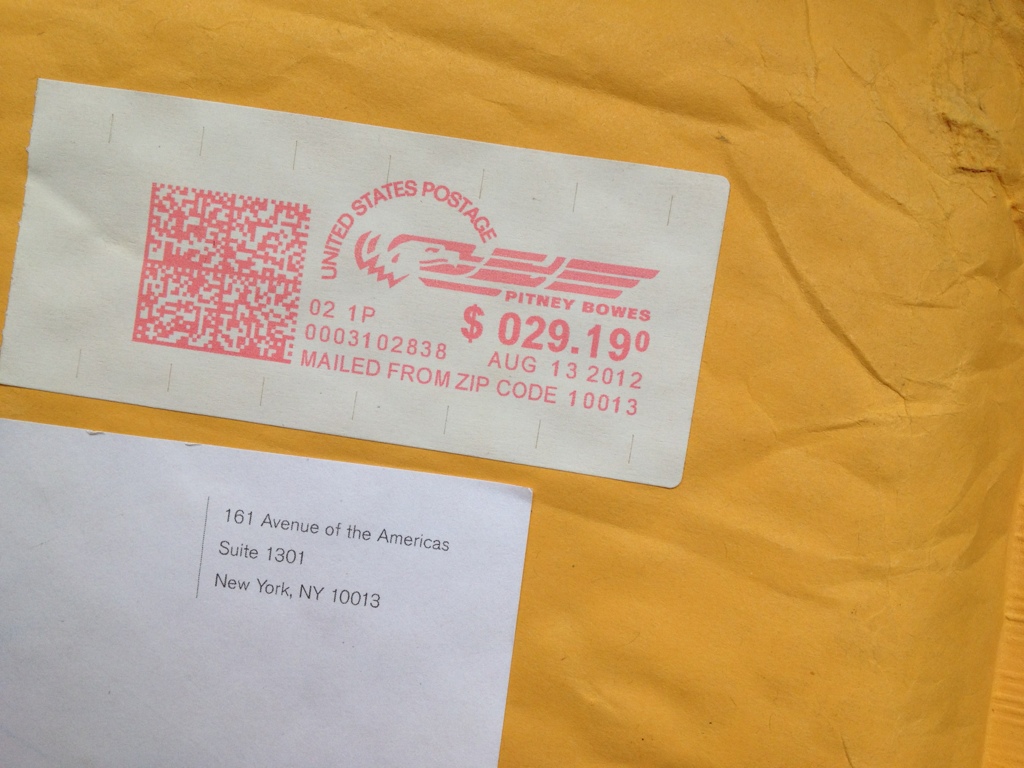 UNITED STATES POSTAGE
PITNEY BOWES
02 1P
$ 029.19⁰
0003102838
AUG 13 2012
MAILED FROM ZIP CODE 10013
161 Avenue of the Americas
Suite 1301
New York, NY 10013